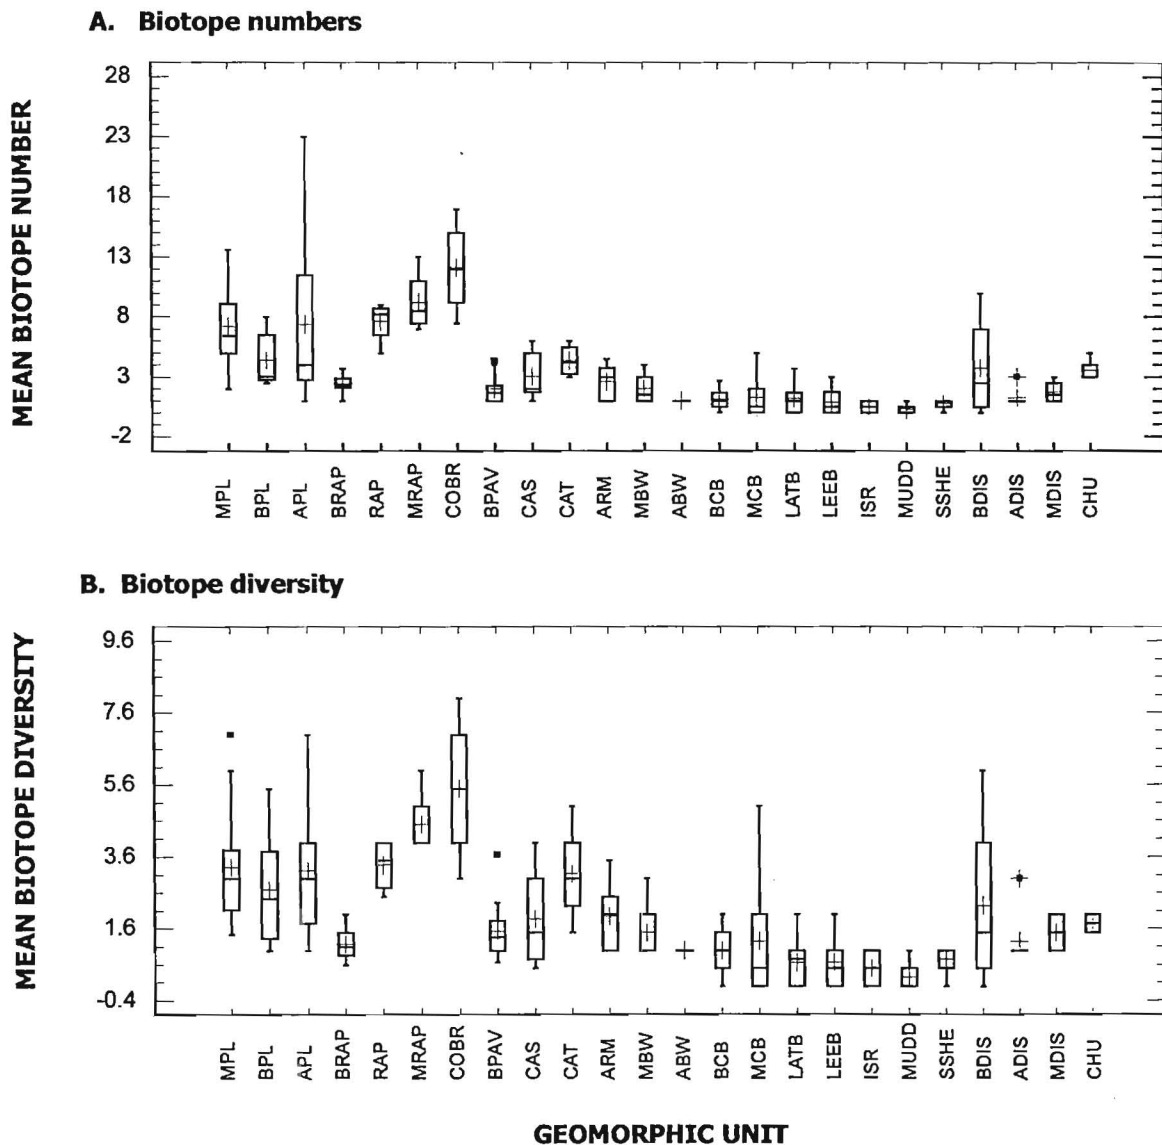 A. Biotope numbers
MEAN BIOTOPE NUMBER
28
23
18
13
8
3
-2
MPL BPL APL BRAP RAP MRAP COBR BPAV CAS CAT ARM MBW ABW BCB MCB LATB LEEB ISR MUDD SSHE BDIS ADIS MDIS CHU
B. Biotope diversity
MEAN BIOTOPE DIVERSITY
9.6
7.6
5.6
3.6
1.6
-0.4
MPL BPL APL BRAP RAP MRAP COBR BPAV CAS CAT ARM MBW ABW BCB MCB LATB LEEB ISR MUDD SSHE BDIS ADIS MDIS CHU
GEOMORPHIC UNIT